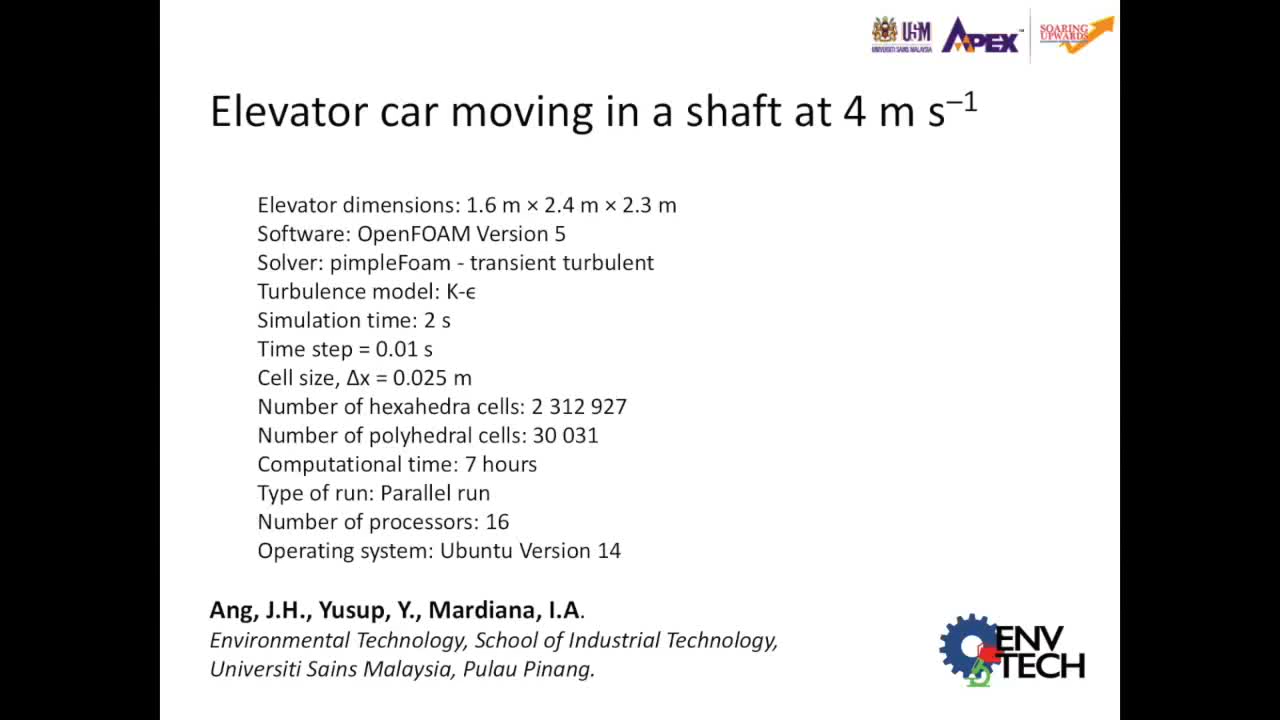 USM
UNIVERSITI SAINS MALAYSIA
APEX™
SOARING
UPWARDS
Elevator car moving in a shaft at 4 m s⁻¹
Elevator dimensions: 1.6 m × 2.4 m × 2.3 m
Software: OpenFOAM Version 5
Solver: pimpleFoam - transient turbulent
Turbulence model: K-ϵ
Simulation time: 2 s
Time step = 0.01 s
Cell size, Δx = 0.025 m
Number of hexahedra cells: 2 312 927
Number of polyhedral cells: 30 031
Computational time: 7 hours
Type of run: Parallel run
Number of processors: 16
Operating system: Ubuntu Version 14
Ang, J.H., Yusup, Y., Mardiana, I.A.
Environmental Technology, School of Industrial Technology,
Universiti Sains Malaysia, Pulau Pinang.
ENV
TECH